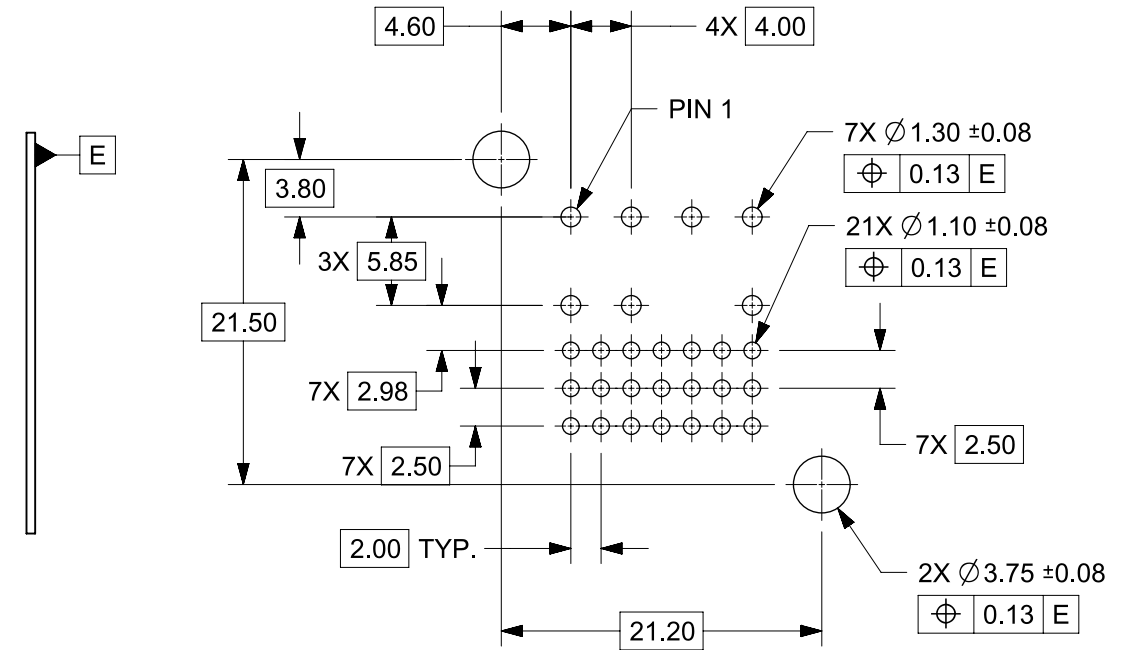 4.60
4X 4.00
PIN 1
E
7X ∅1.30 ±0.08
⌖ 0.13 E
3.80
21X ∅1.10 ±0.08
⌖ 0.13 E
3X 5.85
21.50
7X 2.98
7X 2.50
7X 2.50
2.00 TYP.
2X ∅3.75 ±0.08
⌖ 0.13 E
21.20